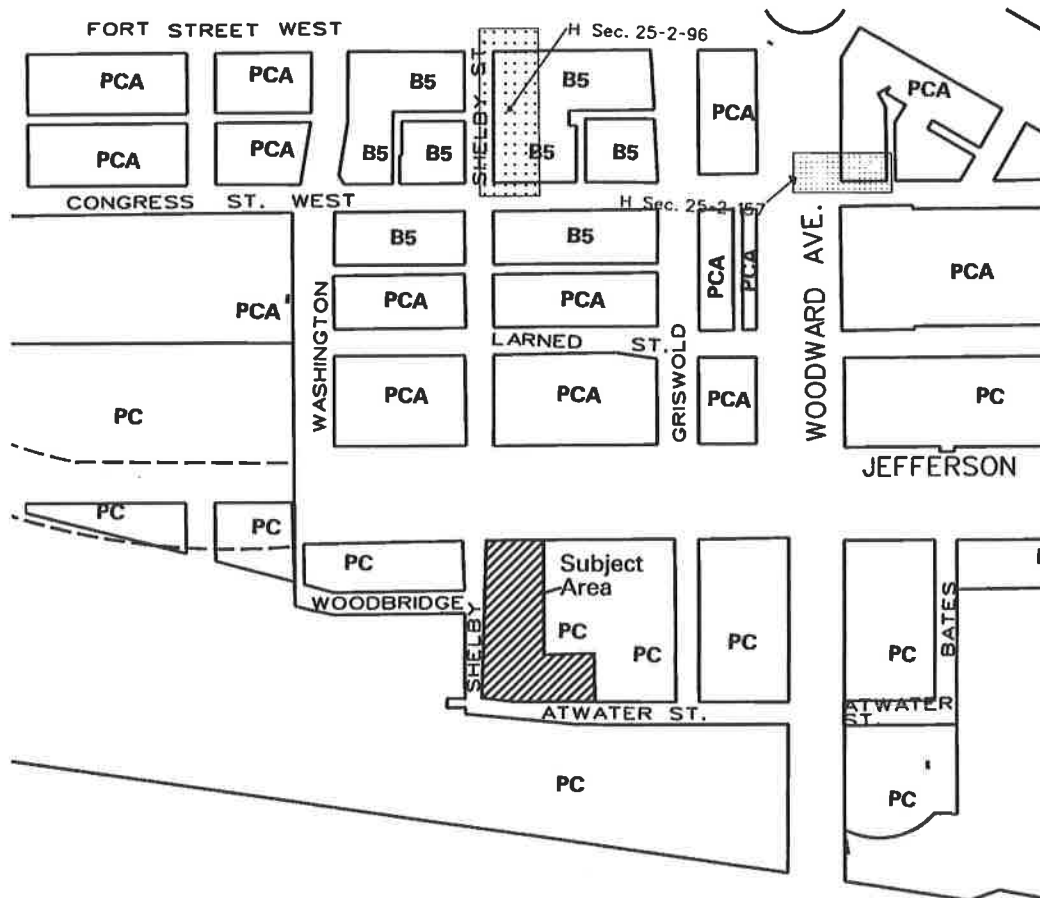 FORT STREET WEST
H Sec. 25-2-96
PCA
PCA
B5
SHELBY ST
B5
PCA
PCA
PCA
PCA
B5
B5
B5
B5
CONGRESS ST. WEST
H Sec. 25-2-157
B5
B5
PCA
PCA
PCA
PCA
WASHINGTON
PCA
PCA
WOODWARD AVE.
LARNED ST.
GRISWOLD
PC
PCA
PCA
PCA
PC
JEFFERSON
PC
PC
PC
Subject
Area
WOODBRIDGE
SHELBY
PC
PC
PC
PC
BATES
ATWATER ST.
ATWATER
ST.
PC
PC